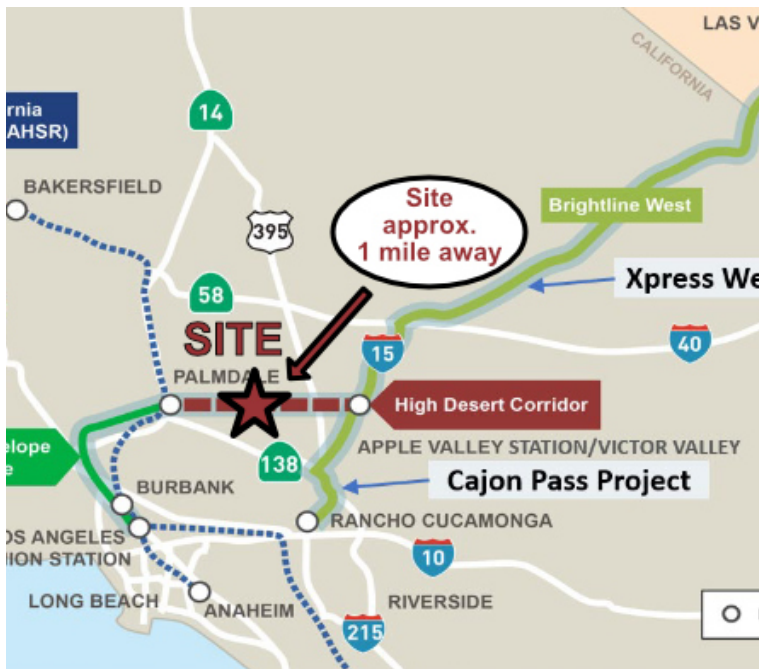 LAS V
CALIFORNIA
rnia
AHSR)
14
BAKERSFIELD
Site
approx.
1 mile away
395
Brightline West
58
Xpress We
SITE
15
40
PALMDALE
High Desert Corridor
138
APPLE VALLEY STATION/VICTOR VALLEY
elope
e
Cajon Pass Project
BURBANK
RANCHO CUCAMONGA
OS ANGELES
NION STATION
10
LONG BEACH
ANAHEIM
RIVERSIDE
215